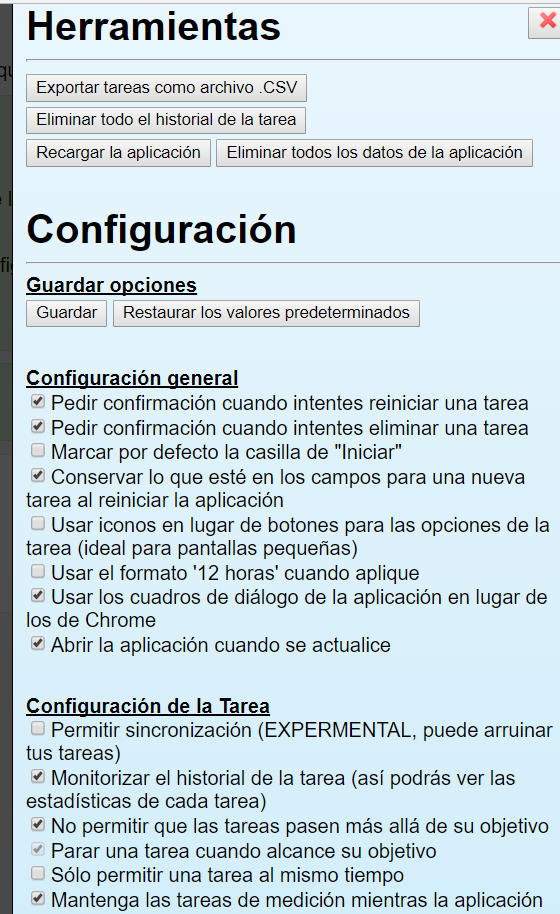 Herramientas
Exportar tareas como archivo .CSV
Eliminar todo el historial de la tarea
Recargar la aplicación Eliminar todos los datos de la aplicación
Configuración
Guardar opciones
Guardar Restaurar los valores predeterminados
Configuración general
Pedir confirmación cuando intentes reiniciar una tarea
Pedir confirmación cuando intentes eliminar una tarea
Marcar por defecto la casilla de "Iniciar"
Conservar lo que esté en los campos para una nueva
tarea al reiniciar la aplicación
Usar iconos en lugar de botones para las opciones de la
tarea (ideal para pantallas pequeñas)
Usar el formato '12 horas' cuando aplique
Usar los cuadros de diálogo de la aplicación en lugar de
los de Chrome
Abrir la aplicación cuando se actualice
Configuración de la Tarea
Permitir sincronización (EXPERMENTAL, puede arruinar
tus tareas)
Monitorizar el historial de la tarea (así podrás ver las
estadísticas de cada tarea)
No permitir que las tareas pasen más allá de su objetivo
Parar una tarea cuando alcance su objetivo
Sólo permitir una tarea al mismo tiempo
Mantenga las tareas de medición mientras la aplicación